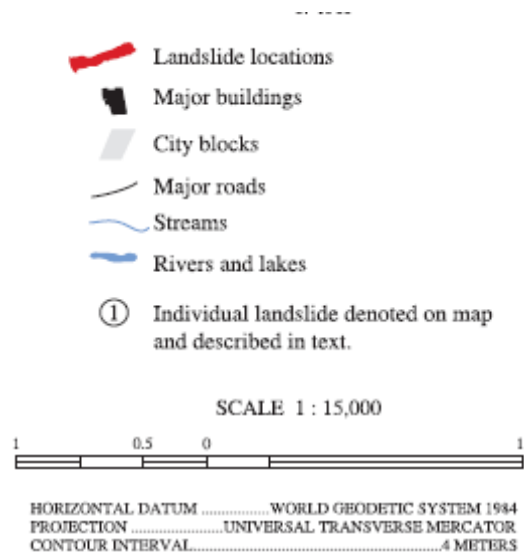 Landslide locations
Major buildings
City blocks
Major roads
Streams
Rivers and lakes
① Individual landslide denoted on map
and described in text.
SCALE 1 : 15,000
1 0.5 0 1
HORIZONTAL DATUM ..............WORLD GEODETIC SYSTEM 1984
PROJECTION ...................UNIVERSAL TRANSVERSE MERCATOR
CONTOUR INTERVAL....................................................4 METERS